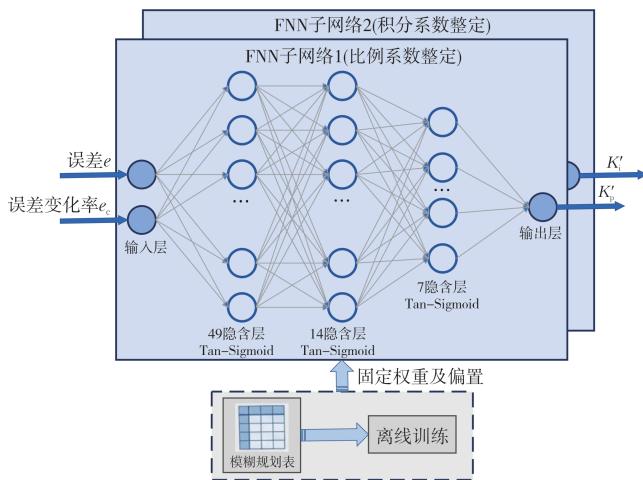 FNN子网络2(积分系数整定)
FNN子网络1(比例系数整定)
误差e
误差变化率e_c
输入层
...
...
...
K'_i
K'_p
输出层
7隐含层
Tan-Sigmoid
49隐含层
Tan-Sigmoid
14隐含层
Tan-Sigmoid
固定权重及偏置
模糊规划表
离线训练